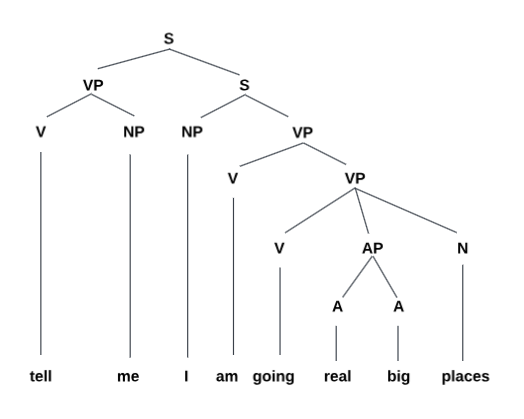 S
VP S
V NP NP VP
V VP
V AP N
A A
tell me I am going real big places